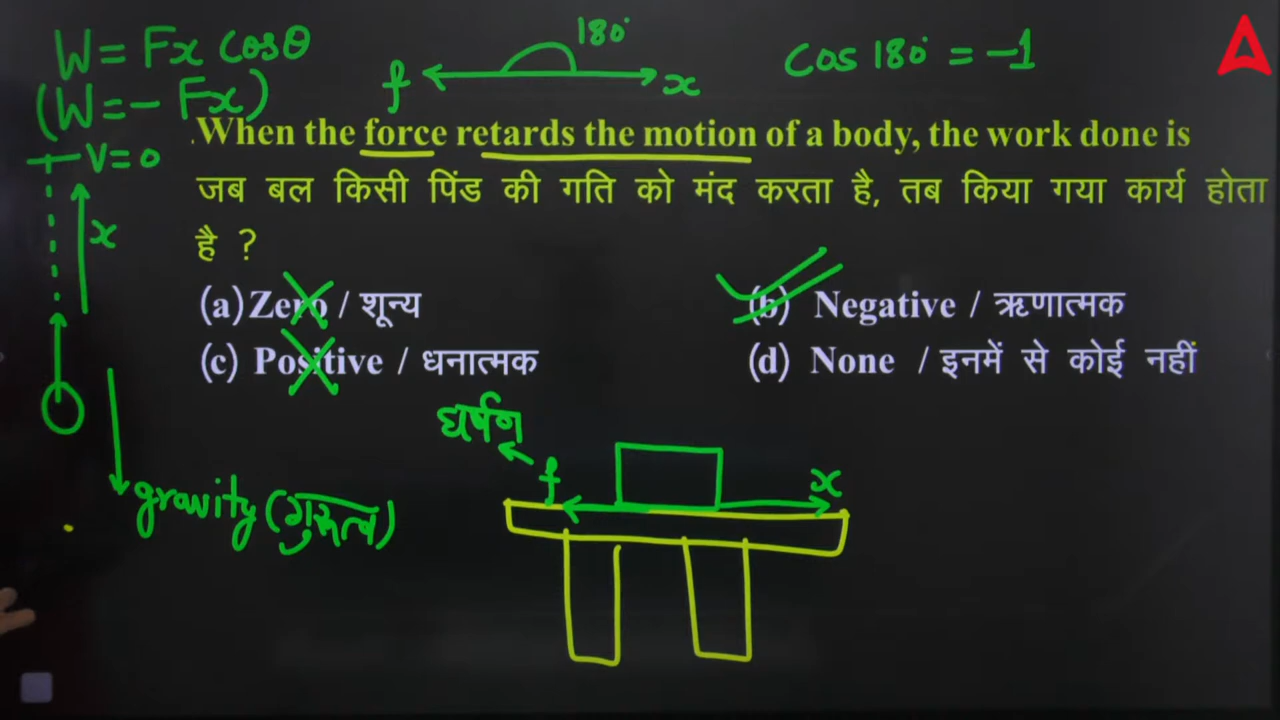 W = Fx Cosθ
180°
Cos 180° = -1
f
x
(W = - Fx)
.When the force retards the motion of a body, the work done is
V = 0
जब बल किसी पिंड की गति को मंद करता है, तब किया गया कार्य होता
x
है ?
(a) Zero / शून्य
(b) Negative / ऋणात्मक
(c) Positive / धनात्मक
(d) None / इनमें से कोई नहीं
घर्षण
f
x
gravity (गुरुत्व)